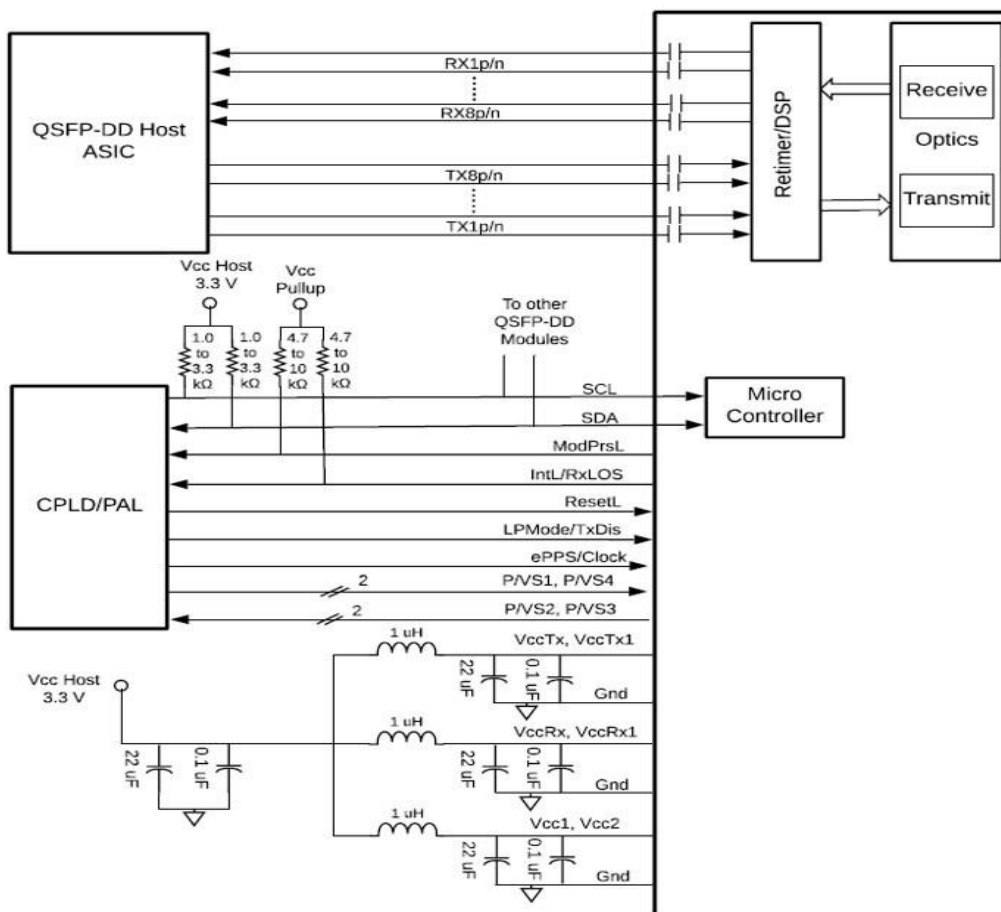 RX1p/n
RX8p/n
QSFP-DD Host
ASIC
TX8p/n
TX1p/n
Retimer/DSP
Receive
Optics
Transmit
Vcc Host
3.3 V
Vcc
Pullup
1.0
to
3.3
kΩ
1.0
to
3.3
kΩ
4.7
to
10
kΩ
4.7
to
10
kΩ
To other
QSFP-DD
Modules
SCL
SDA
Micro
Controller
ModPrsL
IntL/RxLOS
CPLD/PAL
ResetL
LPMode/TxDis
ePPS/Clock
2
P/VS1, P/VS4
2
P/VS2, P/VS3
1 uH
VccTx, VccTx1
22 uF
0.1 uF
Gnd
Vcc Host
3.3 V
22 uF
0.1 uF
1 uH
VccRx, VccRx1
22 uF
0.1 uF
Gnd
1 uH
Vcc1, Vcc2
22 uF
0.1 uF
Gnd